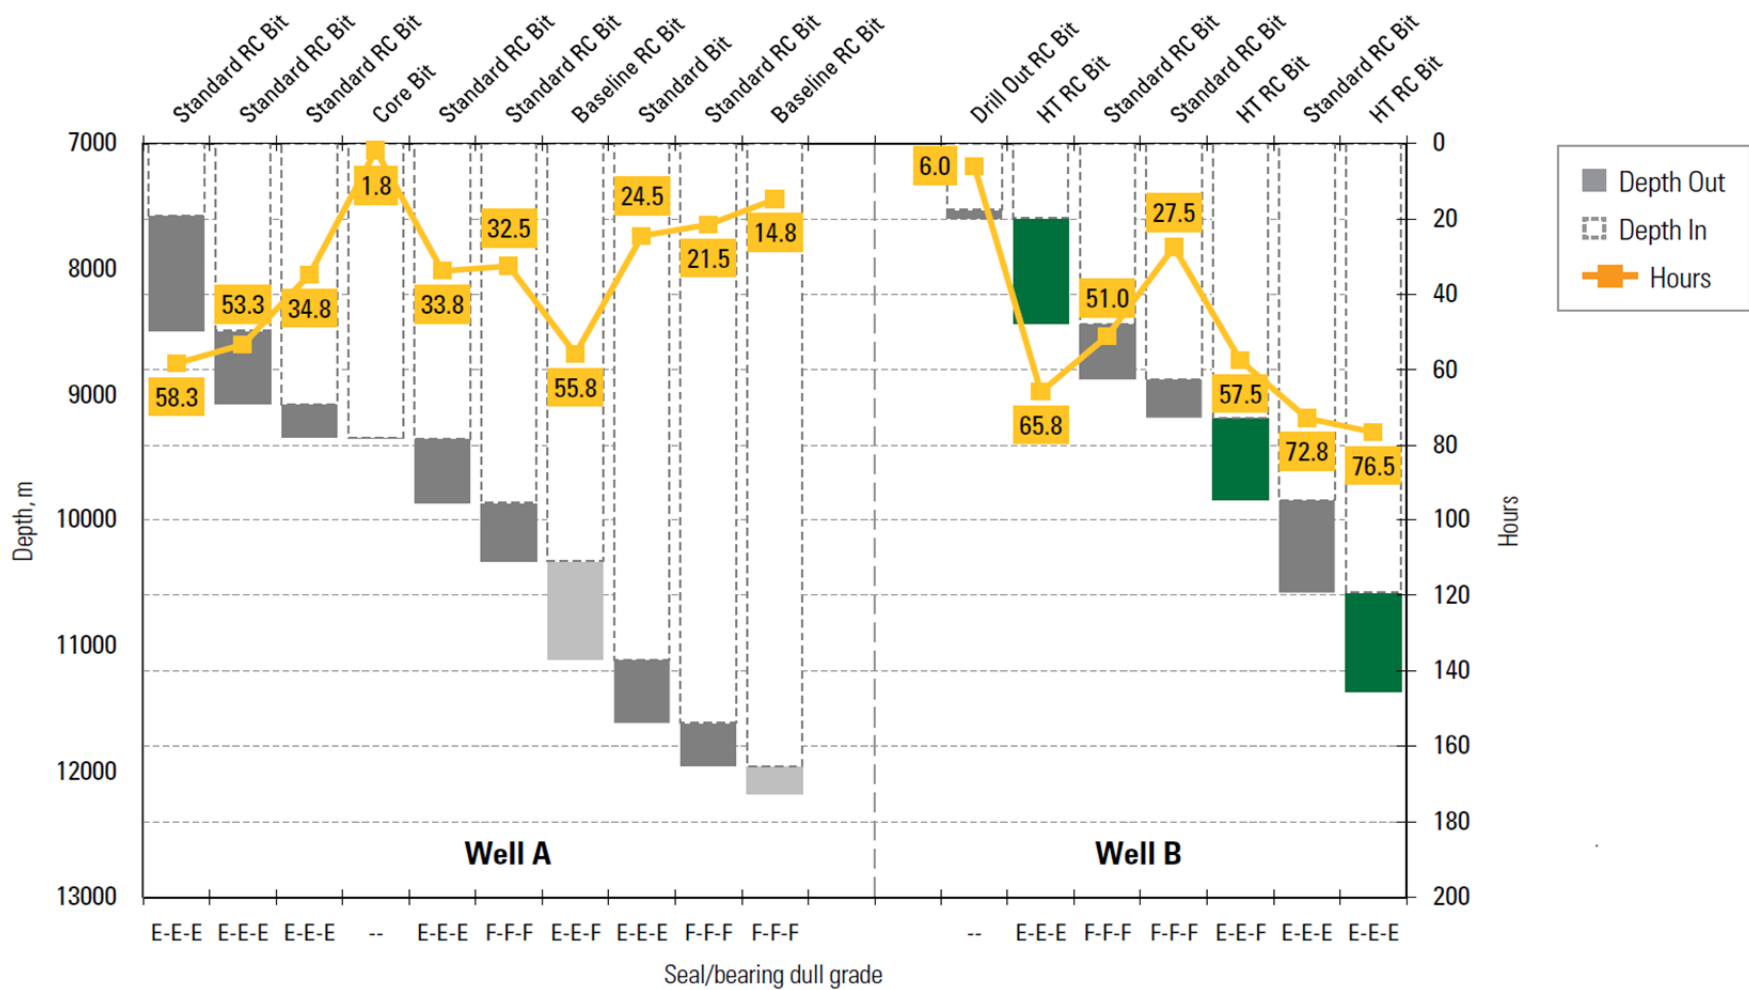 Standard RC Bit
Standard RC Bit
Standard RC Bit
Core Bit
Standard RC Bit
Standard RC Bit
Baseline RC Bit
Standard Bit
Standard RC Bit
Baseline RC Bit
Drill Out RC Bit
HT RC Bit
Standard RC Bit
Standard RC Bit
HT RC Bit
Standard RC Bit
HT RC Bit
7000
8000
9000
10000
11000
12000
13000
Depth, m
58.3
53.3
34.8
1.8
33.8
32.5
55.8
24.5
21.5
14.8
6.0
65.8
51.0
27.5
57.5
72.8
76.5
Well A
Well B
0
20
40
60
80
100
120
140
160
180
200
Hours
Depth Out
Depth In
Hours
E-E-E E-E-E E-E-E -- E-E-E F-F-F E-E-F E-E-E F-F-F F-F-F -- E-E-E F-F-F F-F-F E-E-F E-E-E E-E-E
Seal/bearing dull grade